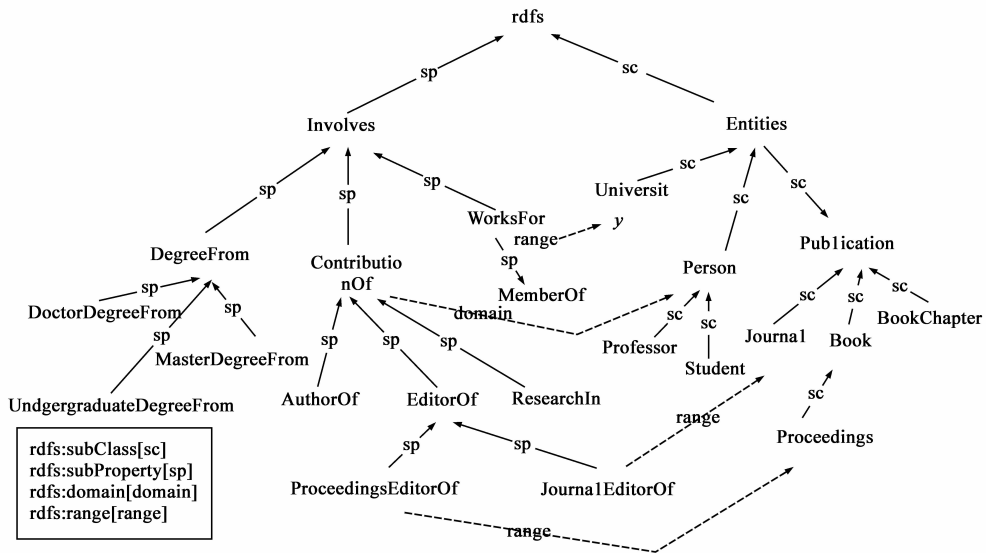 rdfs
sp
sc
Involves
Entities
sp
sp
sp
sc
sc
sc
Universit
y
WorksFor
range
sp
DegreeFrom
Contributio
nOf
Person
Pub1ication
MemberOf
domain
sp
DoctorDegreeFrom
sp
sp
MasterDegreeFrom
UndgergraduateDegreeFrom
sp
sp
sp
sc
sc
Professor
Student
sc
sc
sc
Journa1
Book
BookChapter
AuthorOf
EditorOf
ResearchIn
range
sc
Proceedings
sp
sp
ProceedingsEditorOf
Journa1EditorOf
range
rdfs:subClass[sc]
rdfs:subProperty[sp]
rdfs:domain[domain]
rdfs:range[range]